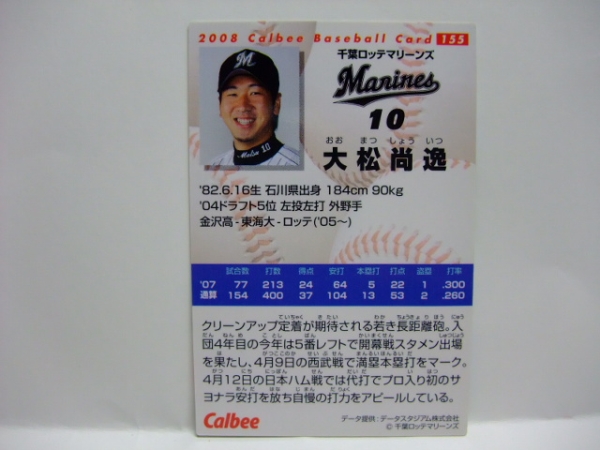 2008 Calbee Baseball Card 155
千葉ロッテマリーンズ
Marines
10
おお まつ しょう いつ
大松尚逸
'82.6.16生 石川県出身 184cm 90kg
'04ドラフト5位 左投左打 外野手
金沢高-東海大-ロッテ('05～)
試合数 打数 得点 安打 本塁打 打点 盗塁 打率
'07 77 213 24 64 5 22 1 .300
通算 154 400 37 104 13 53 2 .260
クリーンアップ定着が期待される若き長距離砲。入
団4年目の今年は5番レフトで開幕戦スタメン出場
を果たし、4月9日の西武戦で満塁本塁打をマーク。
4月12日の日本ハム戦では代打でプロ入り初のサ
ヨナラ安打を放ち自慢の打力をアピールしている。
Calbee
データ提供:データスタジアム株式会社
© 千葉ロッテマリーンズ